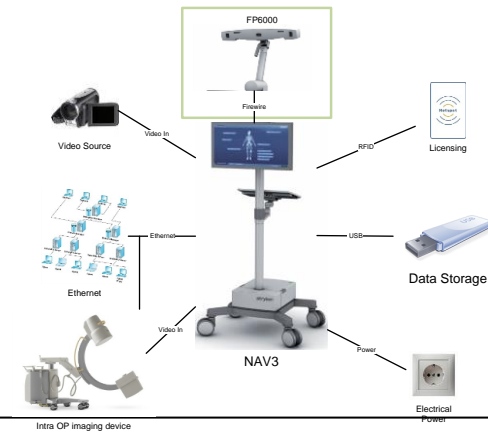 FP6000
Firewire
Video Source
Video In
RFID
Licensing
Ethernet
USB
Ethernet
Data Storage
Video In
stryker
Power
NAV3
Electrical
Power
Intra OP imaging device